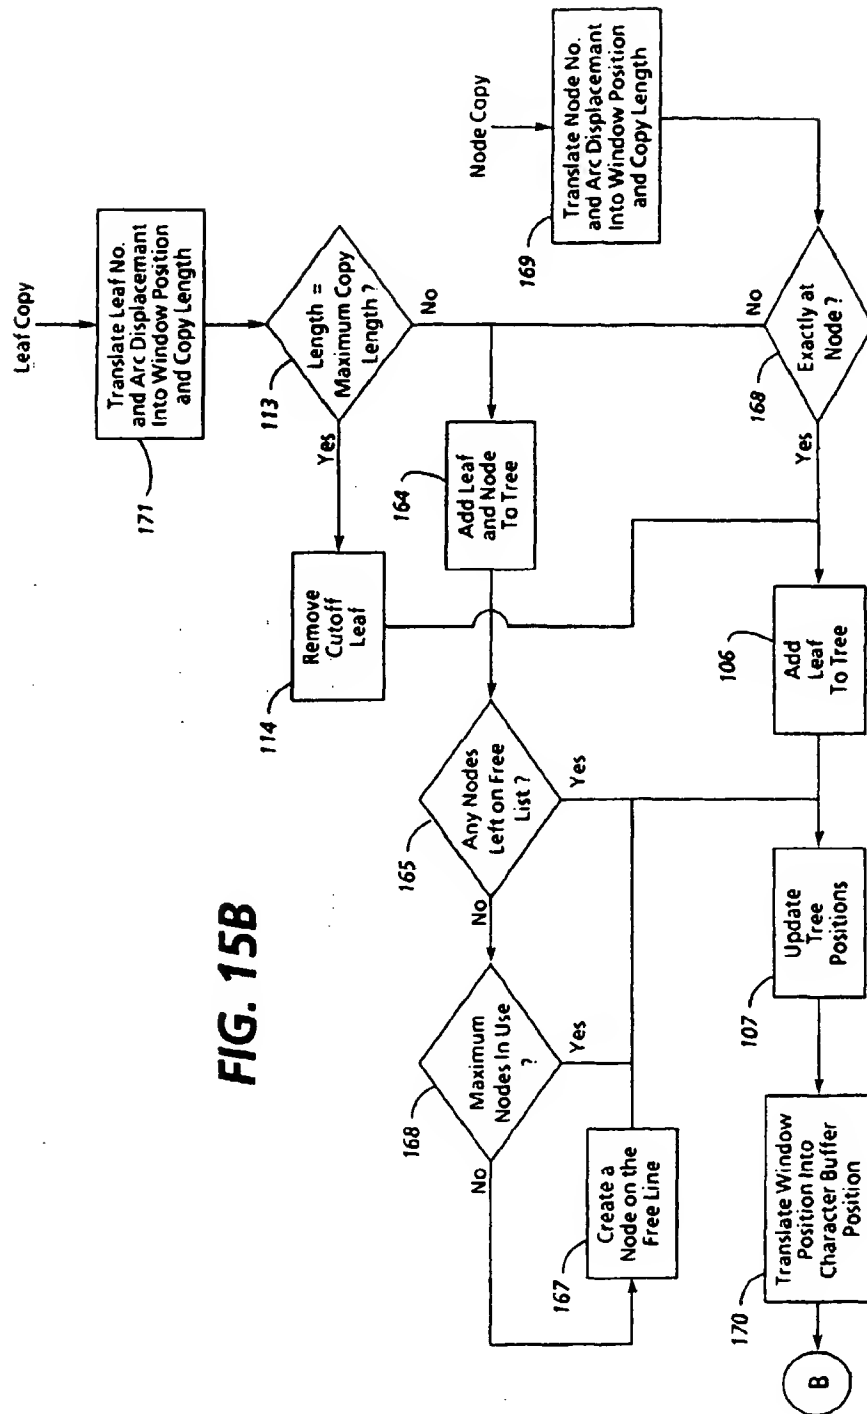 Leaf Copy
Translate Leaf No.
and Arc Displacemant
Into Window Position
and Copy Length
171
Length =
Maximum Copy
Length ?
113
Yes
No
Remove
Cutoff
Leaf
114
Node Copy
Translate Node No.
and Arc Displacemant
Into Window Position
and Copy Length
169
Exactly at
Node ?
168
No
Yes
Add Leaf
and Node
To Tree
164
Any Nodes
Left on Free
List ?
165
No
Yes
Maximum
Nodes In Use
?
168
No
Yes
Create a
Node on the
Free Line
167
Add
Leaf
To Tree
106
Update
Tree
Positions
107
Translate Window
Position Into
Character Buffer
Position
170
B
FIG. 15B